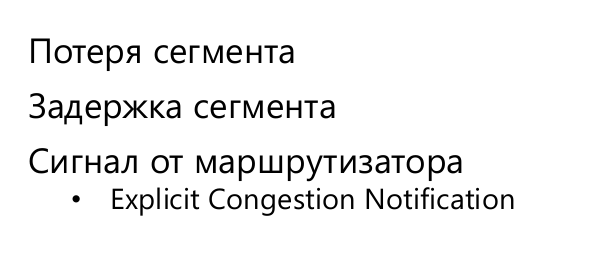 Потеря сегмента
Задержка сегмента
Сигнал от маршрутизатора
• Explicit Congestion Notification